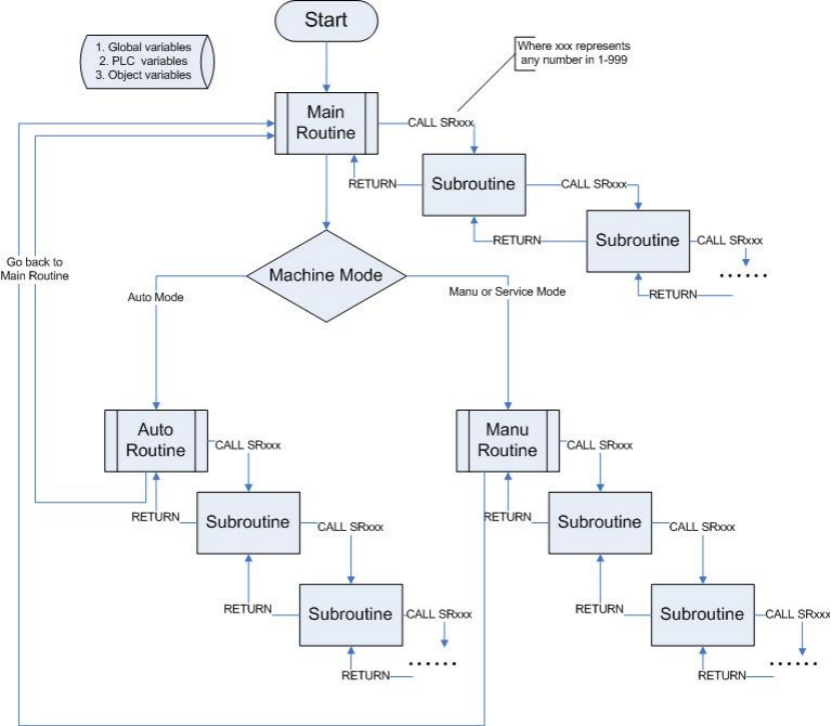 Start
1. Global variables
2. PLC variables
3. Object variables
Where xxx represents
any number in 1-999
Main
Routine
CALL SRxxx
RETURN
Subroutine
CALL SRxxx
RETURN
Subroutine
CALL SRxxx
......
RETURN
Go back to
Main Routine
Machine Mode
Auto Mode
Manu or Service Mode
Auto
Routine
CALL SRxxx
RETURN
Subroutine
CALL SRxxx
RETURN
Subroutine
CALL SRxxx
......
RETURN
Manu
Routine
CALL SRxxx
RETURN
Subroutine
CALL SRxxx
RETURN
Subroutine
CALL SRxxx
......
RETURN